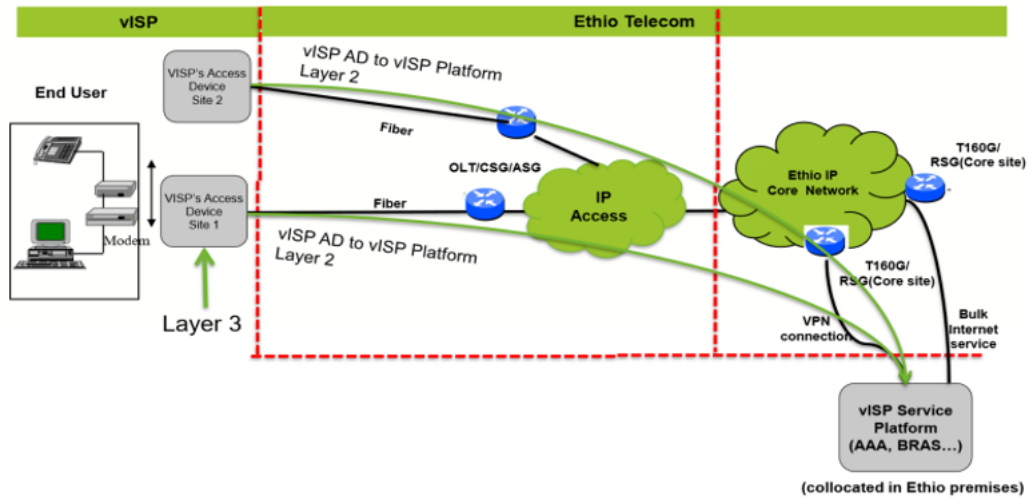 vISP
Ethio Telecom
End User
VISP's Access
Device
Site 2
vISP AD to vISP Platform
Layer 2
Fiber
OLT/CSG/ASG
Modem
VISP's Access
Device
Site 1
Fiber
IP
Access
vISP AD to vISP Platform
Layer 2
Layer 3
Ethio IP
Core Network
T160G/
RSG(Core site)
T160G/
RSG(Core site)
VPN
connection
Bulk
Internet
service
vISP Service
Platform
(AAA, BRAS...)
(collocated in Ethio premises)